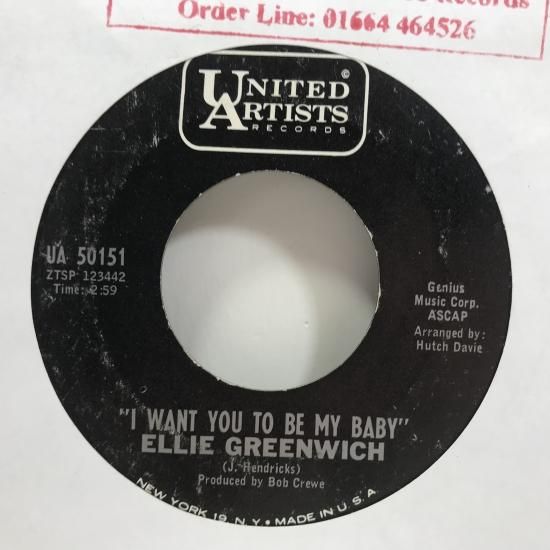 Records
Order Line: 01664 464526
©
UNITED
ARTISTS
RECORDS
UA 50151
ZTSP 123442
Time: 2:59
Genius
Music Corp.
ASCAP
Arranged by:
Hutch Davie
"I WANT YOU TO BE MY BABY"
ELLIE GREENWICH
(J. Hendricks)
Produced by Bob Crewe
NEW YORK 19, N.Y. • MADE IN U.S.A